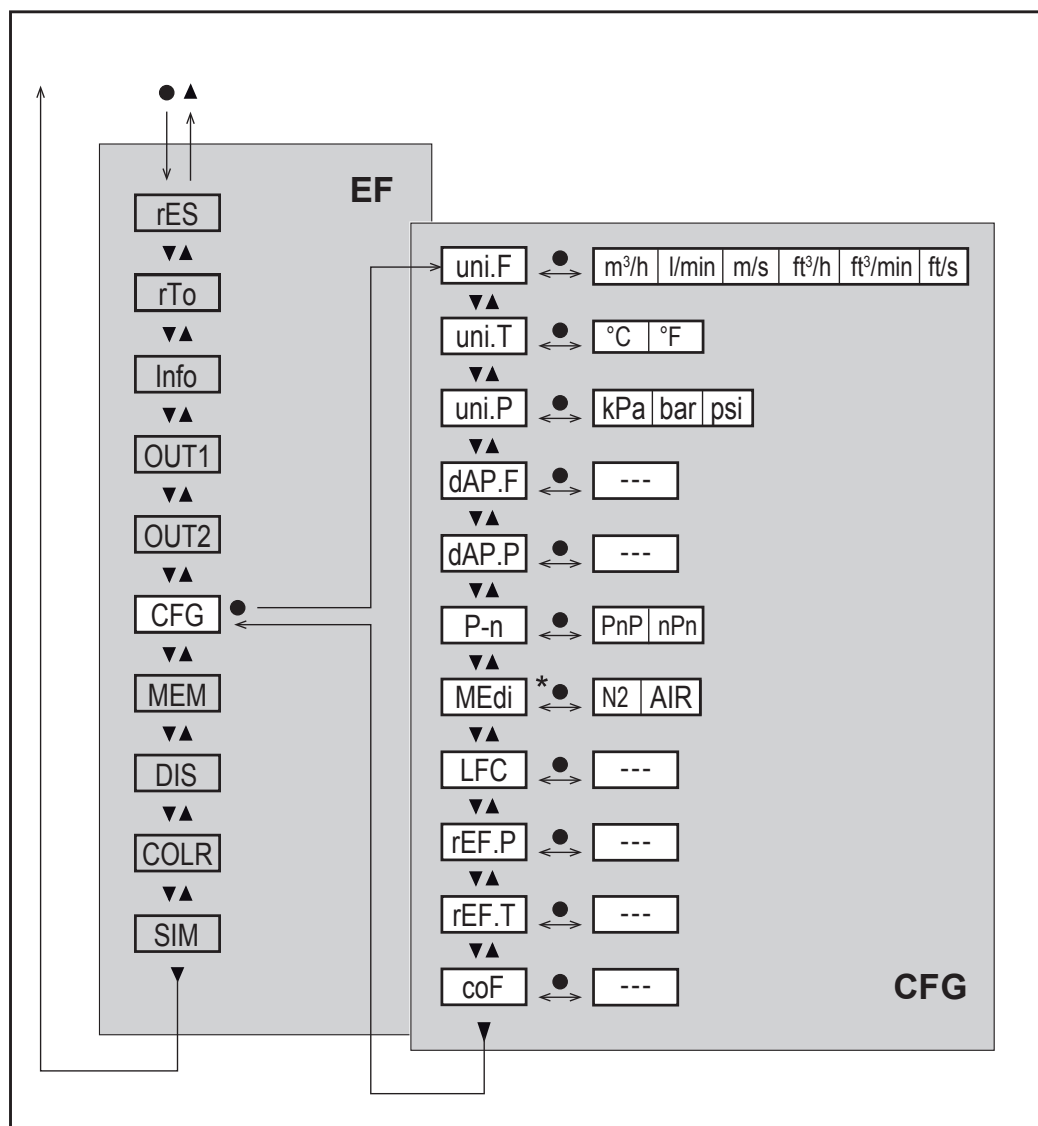 EF
rES
rTo
Info
OUT1
OUT2
CFG
MEM
DIS
COLR
SIM
uni.F m³/h l/min m/s ft³/h ft³/min ft/s
uni.T °C °F
uni.P kPa bar psi
dAP.F ---
dAP.P ---
P-n PnP nPn
MEdi * N2 AIR
LFC ---
rEF.P ---
rEF.T ---
coF ---
CFG